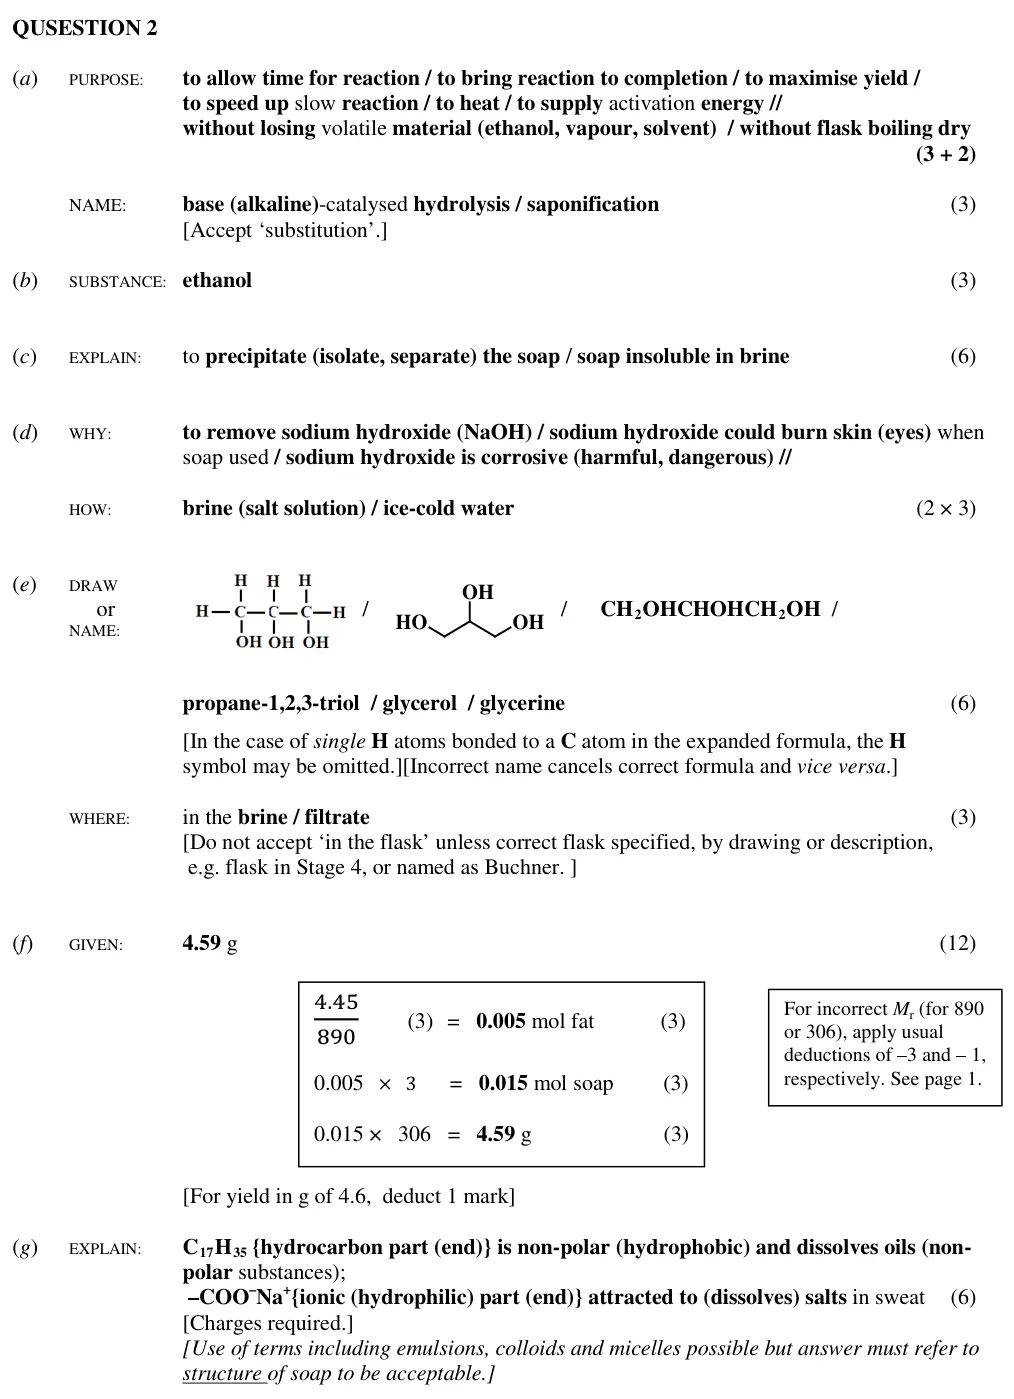 QUSESTION 2
(a) PURPOSE: to allow time for reaction / to bring reaction to completion / to maximise yield /
to speed up slow reaction / to heat / to supply activation energy //
without losing volatile material (ethanol, vapour, solvent) / without flask boiling dry
(3 + 2)
NAME: base (alkaline)-catalysed hydrolysis / saponification (3)
[Accept ‘substitution’.]
(b) SUBSTANCE: ethanol (3)
(c) EXPLAIN: to precipitate (isolate, separate) the soap / soap insoluble in brine (6)
(d) WHY: to remove sodium hydroxide (NaOH) / sodium hydroxide could burn skin (eyes) when
soap used / sodium hydroxide is corrosive (harmful, dangerous) //
HOW: brine (salt solution) / ice-cold water (2 × 3)
(e) DRAW
or
NAME:
H H H
H – C – C – C – H /
OH OH OH
OH
HO OH /
CH₂OHCHOHCH₂OH /
propane-1,2,3-triol / glycerol / glycerine (6)
[In the case of single H atoms bonded to a C atom in the expanded formula, the H
symbol may be omitted.][Incorrect name cancels correct formula and vice versa.]
WHERE: in the brine / filtrate (3)
[Do not accept ‘in the flask’ unless correct flask specified, by drawing or description,
e.g. flask in Stage 4, or named as Buchner. ]
(f) GIVEN: 4.59 g (12)
4.45
890
(3) = 0.005 mol fat (3)
0.005 × 3 = 0.015 mol soap (3)
0.015 × 306 = 4.59 g (3)
For incorrect Mᵣ (for 890
or 306), apply usual
deductions of –3 and – 1,
respectively. See page 1.
[For yield in g of 4.6, deduct 1 mark]
(g) EXPLAIN: C₁₇H₃₅ {hydrocarbon part (end)} is non-polar (hydrophobic) and dissolves oils (non-
polar substances);
–COO⁻Na⁺{ionic (hydrophilic) part (end)} attracted to (dissolves) salts in sweat (6)
[Charges required.]
[Use of terms including emulsions, colloids and micelles possible but answer must refer to
structure of soap to be acceptable.]